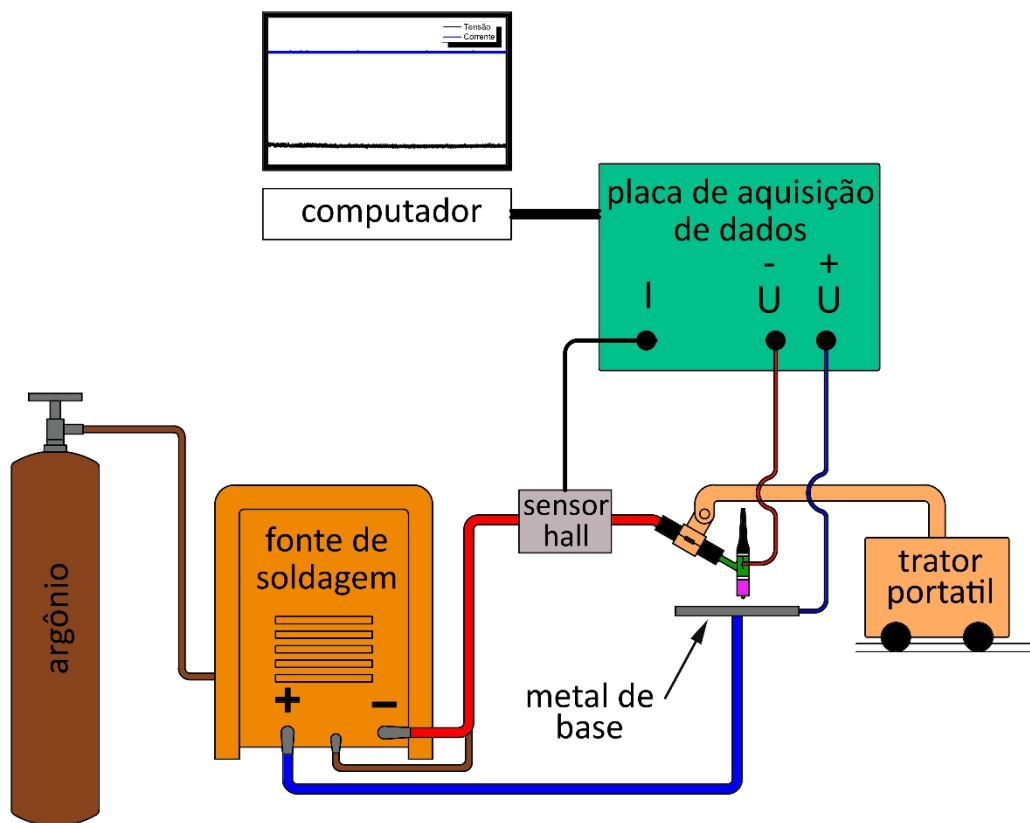 Tensão
Corrente
computador
placa de aquisição
de dados
- +
I U U
sensor
hall
fonte de
soldagem
+ -
argônio
trator
portatil
metal de
base